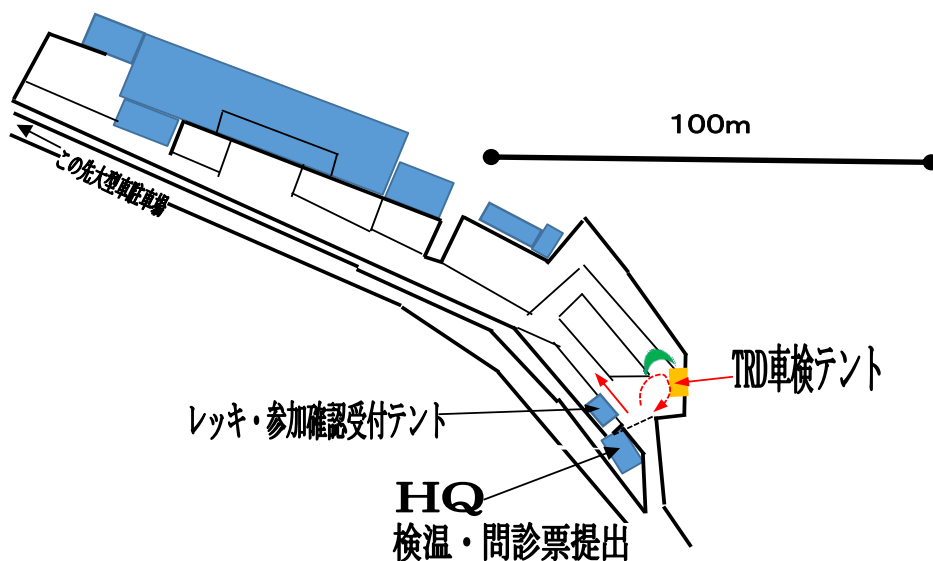 100m
この先大型車駐車場
TRD車検テント
レッキ・参加確認受付テント
HQ
検温・問診票提出